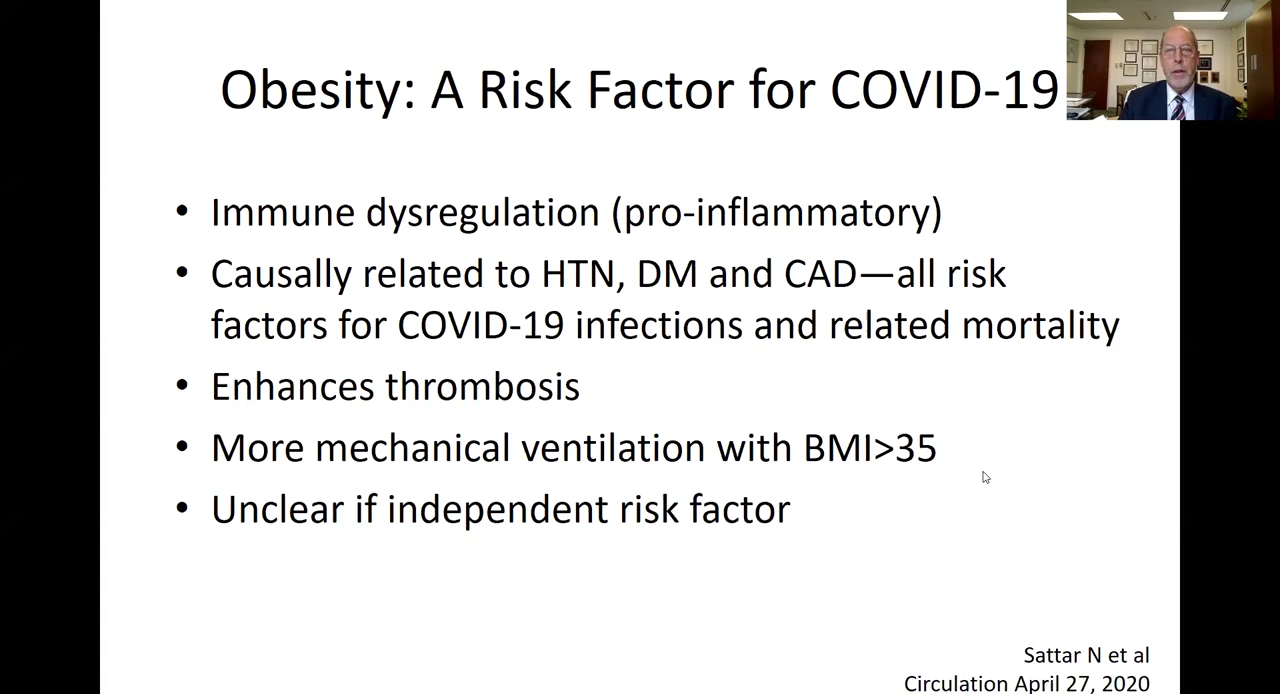 Obesity: A Risk Factor for COVID-19
• Immune dysregulation (pro-inflammatory)
• Causally related to HTN, DM and CAD—all risk
factors for COVID-19 infections and related mortality
• Enhances thrombosis
• More mechanical ventilation with BMI>35
• Unclear if independent risk factor
Sattar N et al
Circulation April 27, 2020